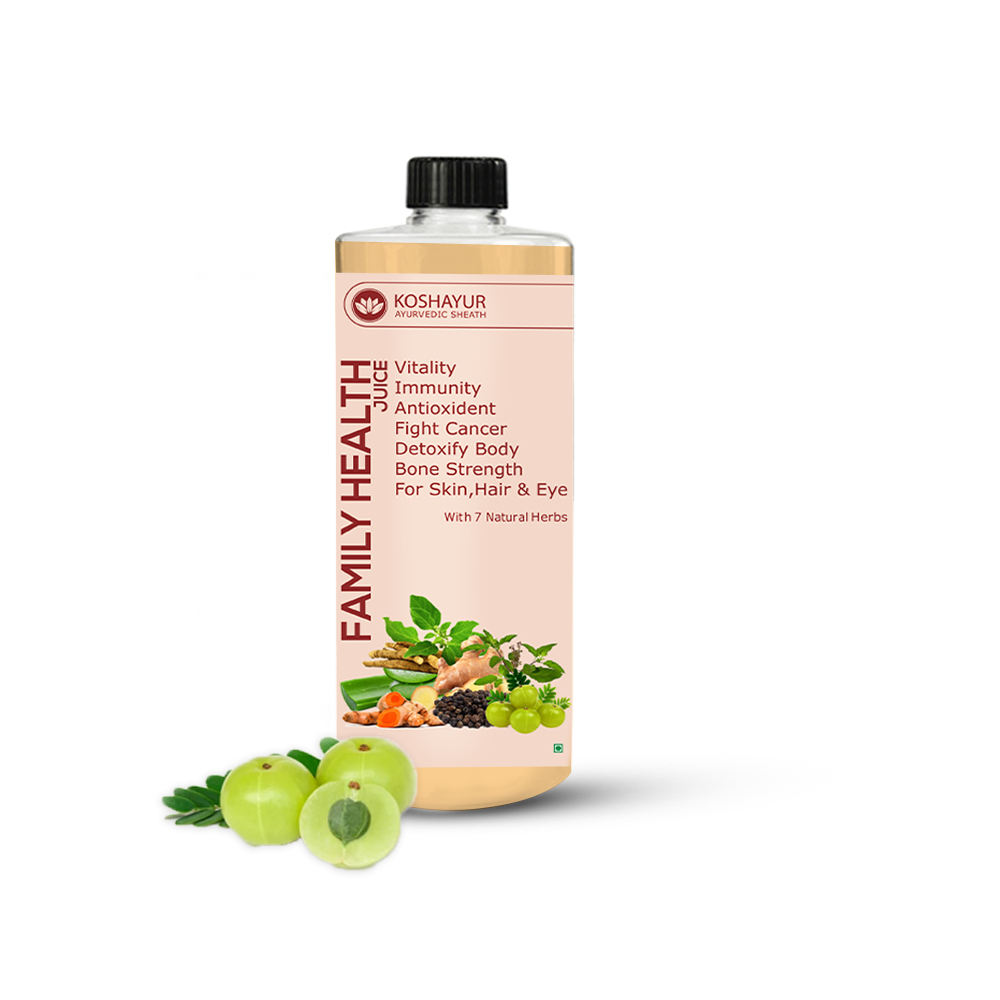 KOSHAYUR
AYURVEDIC SHEATH
FAMILY HEALTH
JUICE
Vitality
Immunity
Antioxident
Fight Cancer
Detoxify Body
Bone Strength
For Skin,Hair & Eye
With 7 Natural Herbs